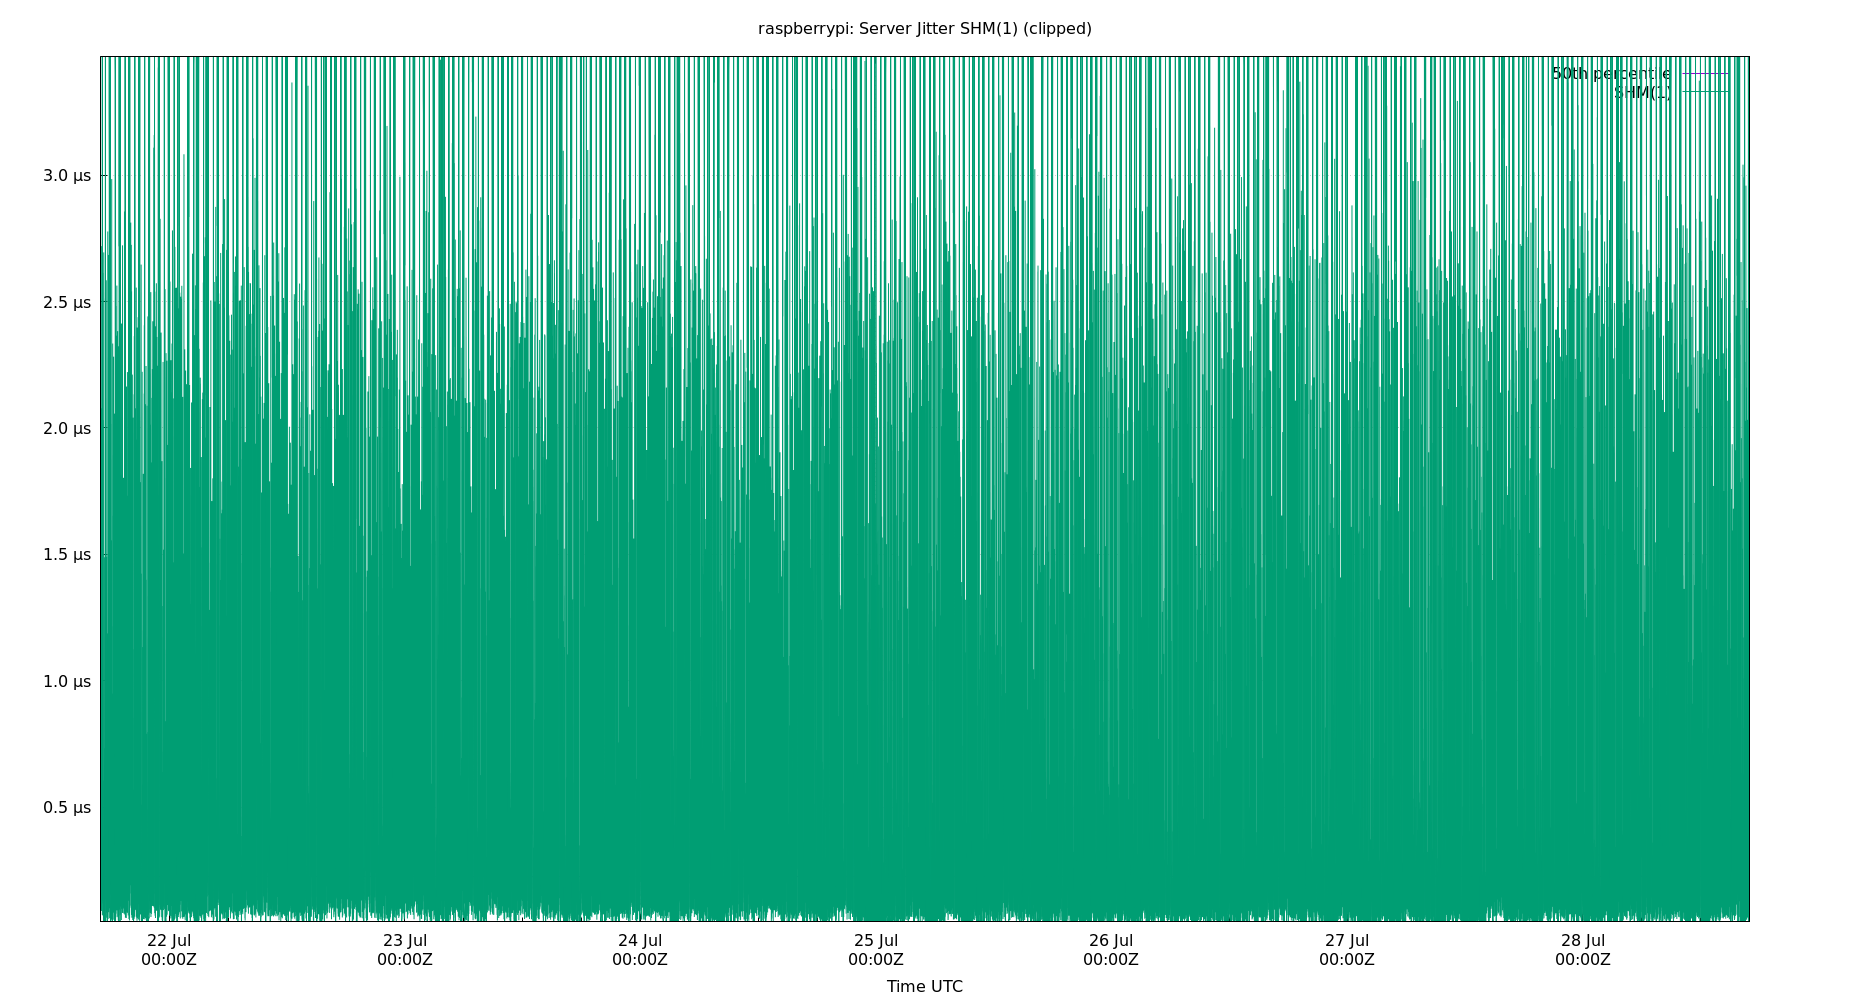 raspberrypi: Server Jitter SHM(1) (clipped)
50th percentile
SHM(1)
3.0 µs
2.5 µs
2.0 µs
1.5 µs
1.0 µs
0.5 µs
22 Jul 23 Jul 24 Jul 25 Jul 26 Jul 27 Jul 28 Jul
00:00Z 00:00Z 00:00Z 00:00Z 00:00Z 00:00Z 00:00Z
Time UTC